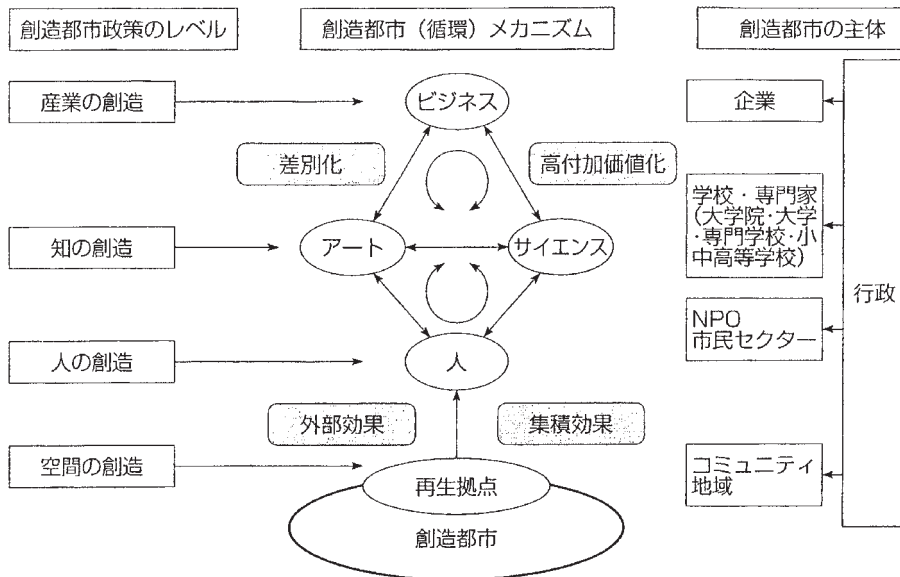 創造都市政策のレベル
創造都市（循環）メカニズム
創造都市の主体
産業の創造
ビジネス
企業
差別化
高付加価値化
知の創造
アート
サイエンス
学校・専門家
（大学院・大学
・専門学校・小
中高等学校）
行政
NPO
市民セクター
人の創造
人
外部効果
集積効果
空間の創造
再生拠点
コミュニティ
地域
創造都市